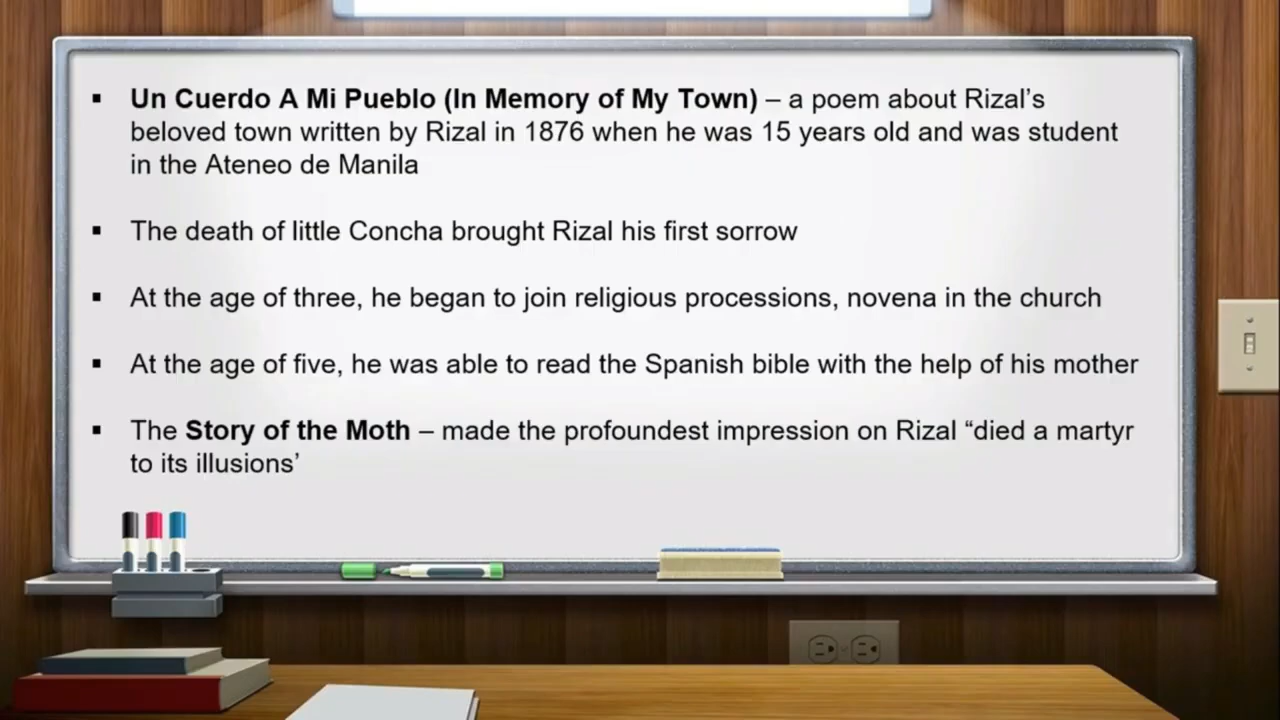 ▪ Un Cuerdo A Mi Pueblo (In Memory of My Town) – a poem about Rizal’s
beloved town written by Rizal in 1876 when he was 15 years old and was student
in the Ateneo de Manila
▪ The death of little Concha brought Rizal his first sorrow
▪ At the age of three, he began to join religious processions, novena in the church
▪ At the age of five, he was able to read the Spanish bible with the help of his mother
▪ The Story of the Moth – made the profoundest impression on Rizal “died a martyr
to its illusions’